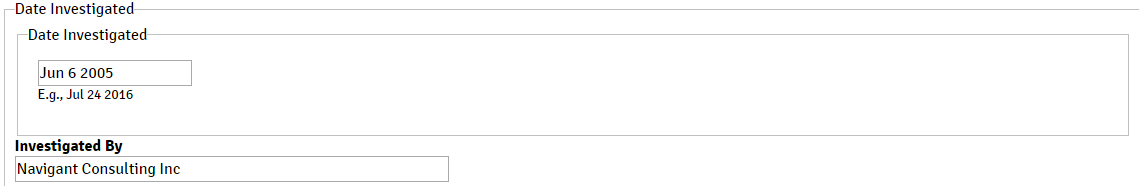 Date Investigated
Date Investigated
Jun 6 2005
E.g., Jul 24 2016
Investigated By
Navigant Consulting Inc